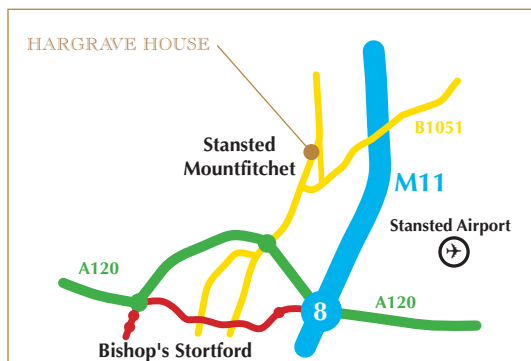 HARGRAVE HOUSE
B1051
Stansted
Mountfitchet
M11
Stansted Airport
A120
8
A120
Bishop's Stortford